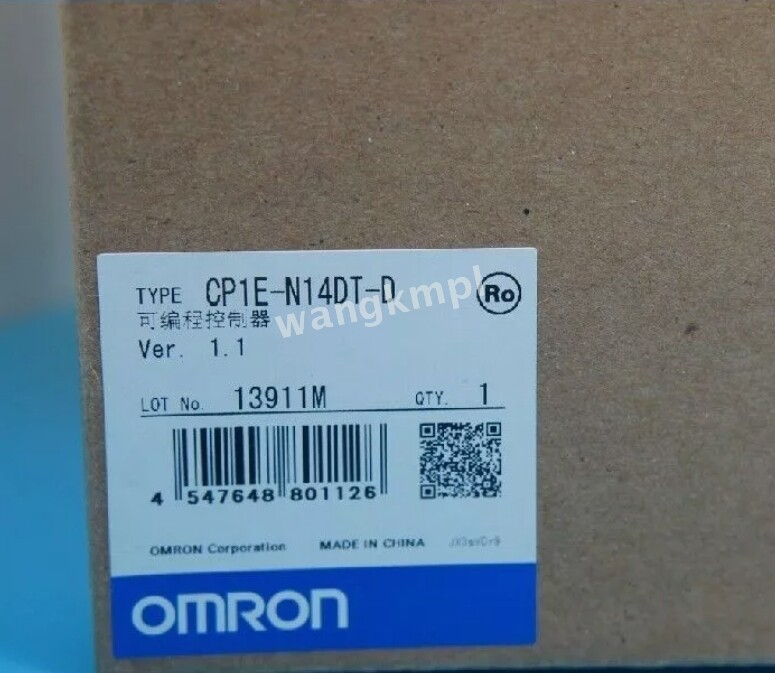 TYPE CP1E-N14DT-D
Ro
可编程控制器
wangkmpl
Ver. 1.1
LOT No. 13911M QTY. 1
4 547648 801126
OMRON Corporation MADE IN CHINA
OMRON